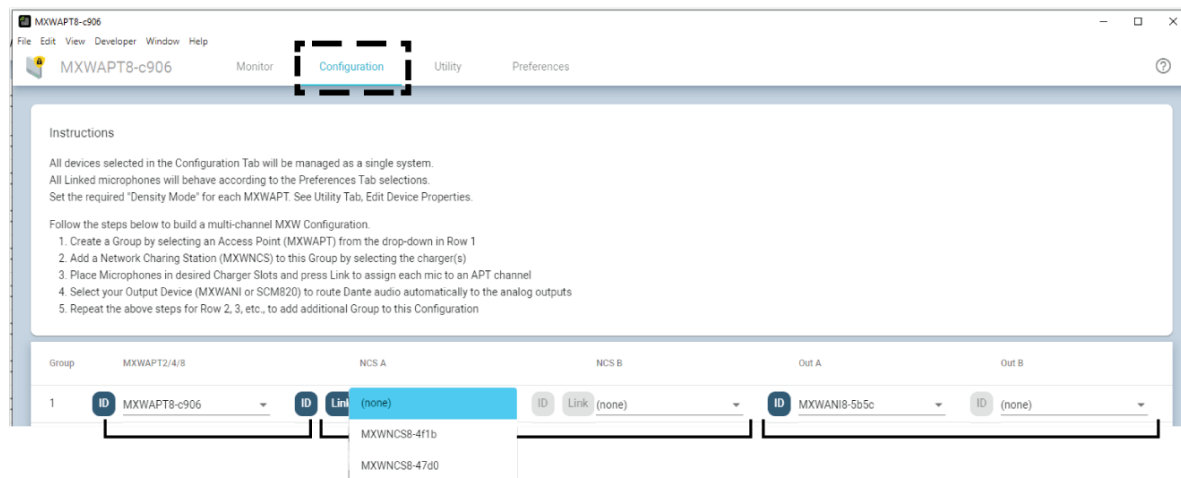 MXWAPT8-c906
File Edit View Developer Window Help
MXWAPT8-c906 Monitor Configuration Utility Preferences
Instructions
All devices selected in the Configuration Tab will be managed as a single system.
All Linked microphones will behave according to the Preferences Tab selections.
Set the required "Density Mode" for each MXWAPT. See Utility Tab, Edit Device Properties.
Follow the steps below to build a multi-channel MXW Configuration.
1. Create a Group by selecting an Access Point (MXWAPT) from the drop-down in Row 1
2. Add a Network Charing Station (MXWNCS) to this Group by selecting the charger(s)
3. Place Microphones in desired Charger Slots and press Link to assign each mic to an APT channel
4. Select your Output Device (MXWANI or SCM820) to route Dante audio automatically to the analog outputs
5. Repeat the above steps for Row 2, 3, etc., to add additional Group to this Configuration
Group MXWAPT2/4/8 NCS A NCS B Out A Out B
1 ID MXWAPT8-c906 ID Link (none) ID Link (none) ID MXWANI8-5b5c ID (none)
MXWNCS8-4f1b
MXWNCS8-47d0